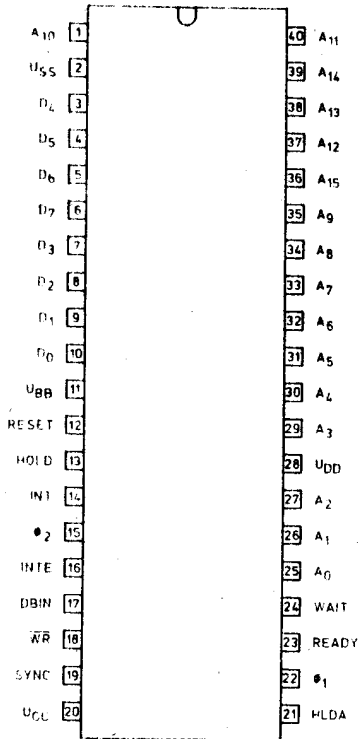 A10 1 40 A11
USS 2 39 A14
D4 3 38 A13
D5 4 37 A12
D6 5 36 A15
D7 6 35 A9
D3 7 34 A8
D2 8 33 A7
D1 9 32 A6
D0 10 31 A5
UBB 11 30 A4
RESET 12 29 A3
HOLD 13 28 UDD
INT 14 27 A2
ϕ2 15 26 A1
INTE 16 25 A0
DBIN 17 24 WAIT
W̅R̅ 18 23 READY
SYNC 19 22 ϕ1
UCC 20 21 HLDA